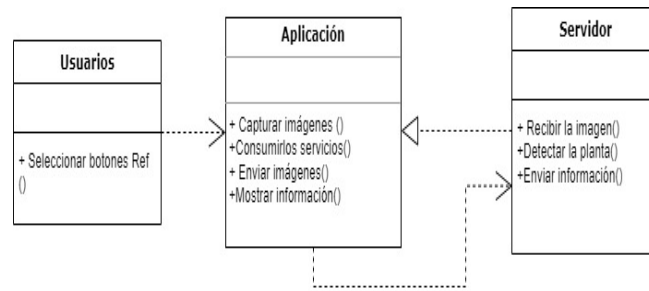 Usuarios
+ Seleccionar botones Ref
()
Aplicación
+ Capturar imágenes ()
+Consumirlos servicios()
+ Enviar imágenes()
+Mostrar información()
Servidor
+ Recibir la imagen()
+Detectar la planta()
+Enviar información()